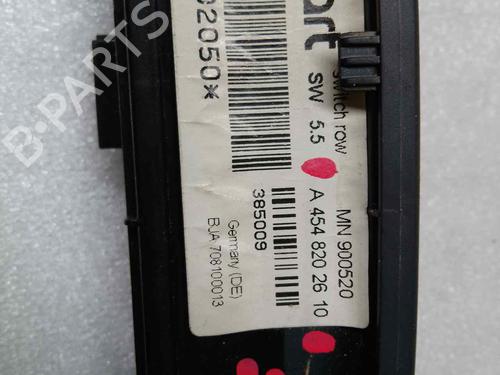 art
02050*
switch row
SW 5.5
MN 900520
A 454 820 26 10
385009
Germany (DE)
BJA 708100013
B-PARTS